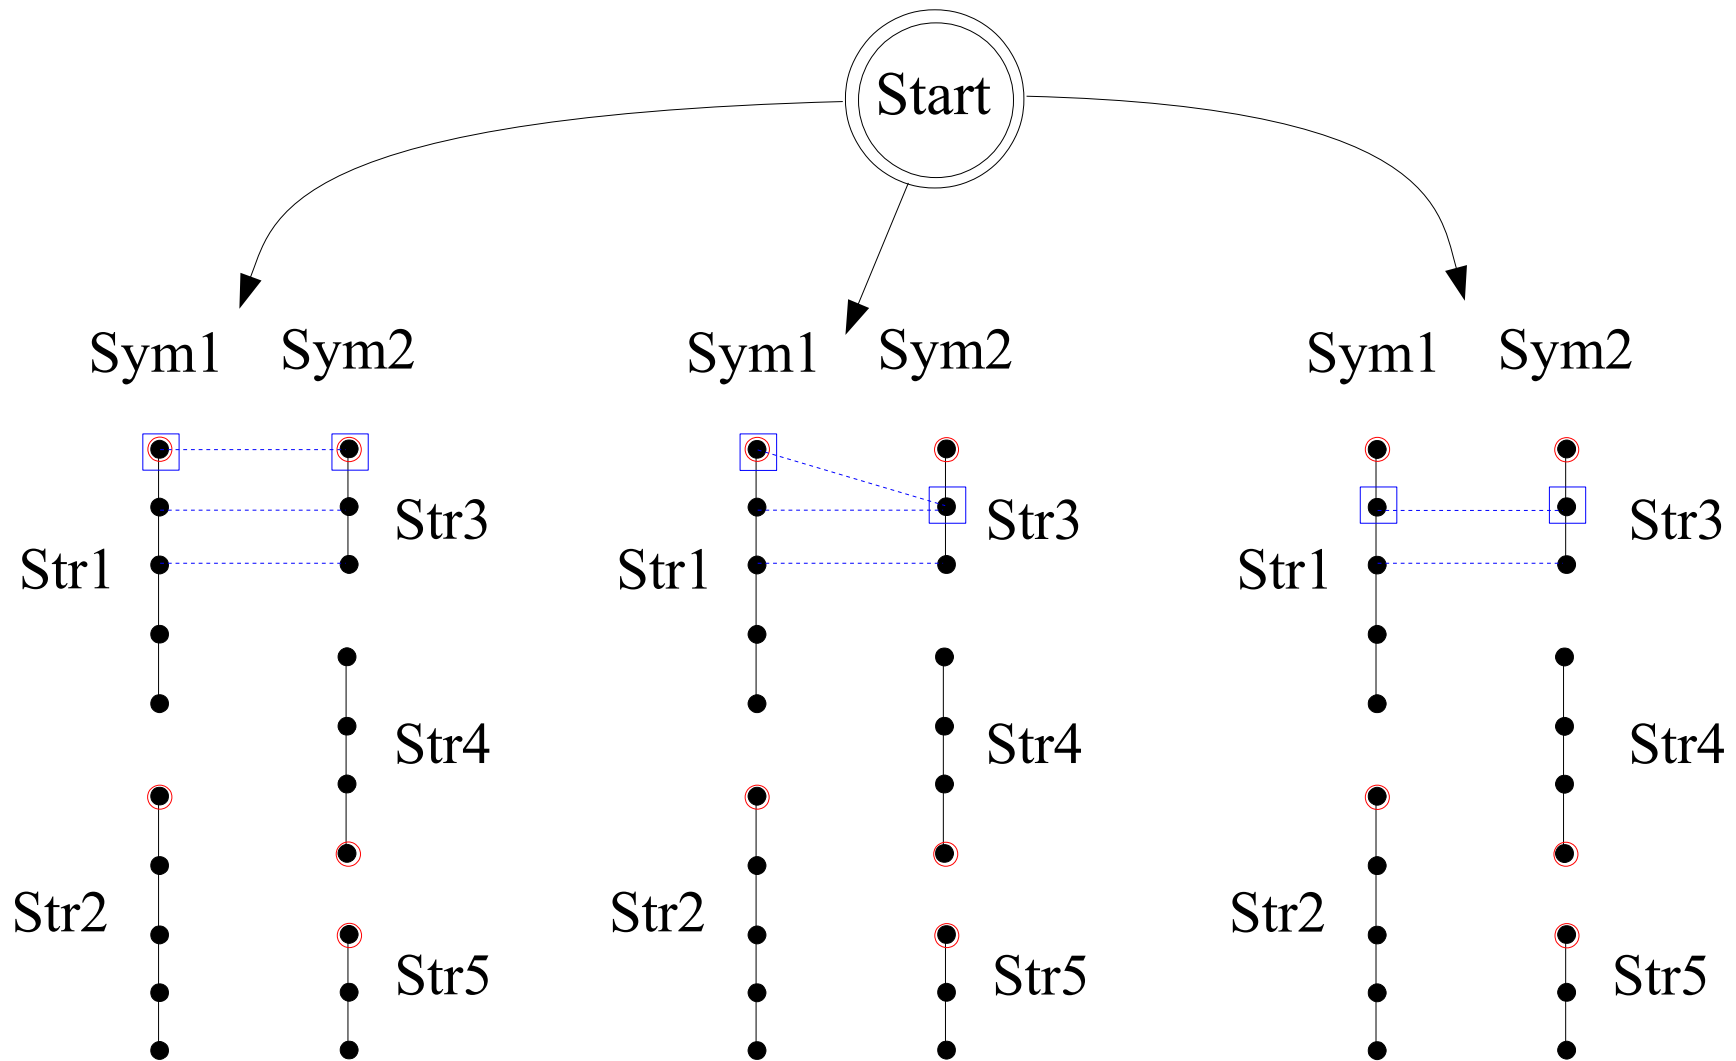 Start
Sym1 Sym2 Sym1 Sym2 Sym1 Sym2
Str3 Str3 Str3
Str1 Str1 Str1
Str4 Str4 Str4
Str2 Str2 Str2
Str5 Str5 Str5